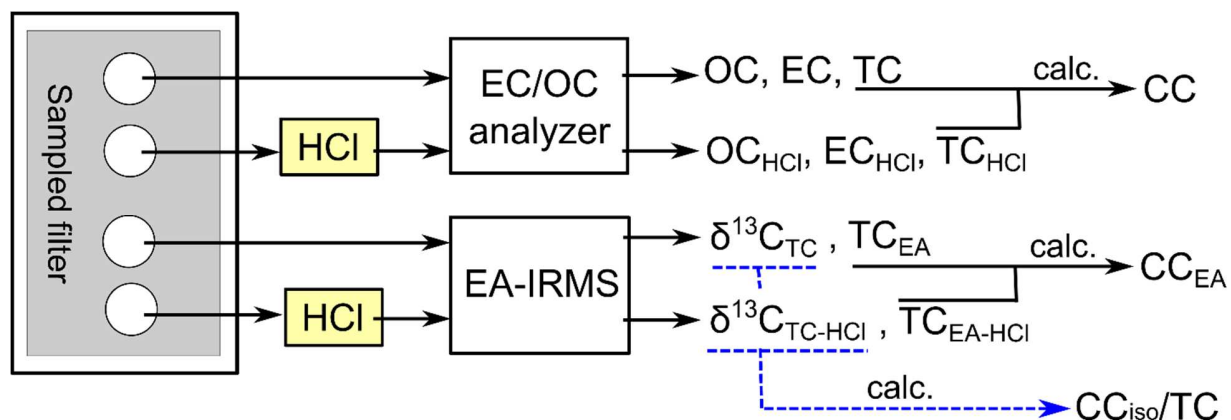 Sampled filter
HCl
HCl
EC/OC
analyzer
EA-IRMS
OC, EC, TC
calc.
CC
OC_HCl, EC_HCl, TC_HCl
δ¹³C_TC , TC_EA
calc.
CC_EA
δ¹³C_TC-HCl , TC_EA-HCl
calc.
CC_iso/TC